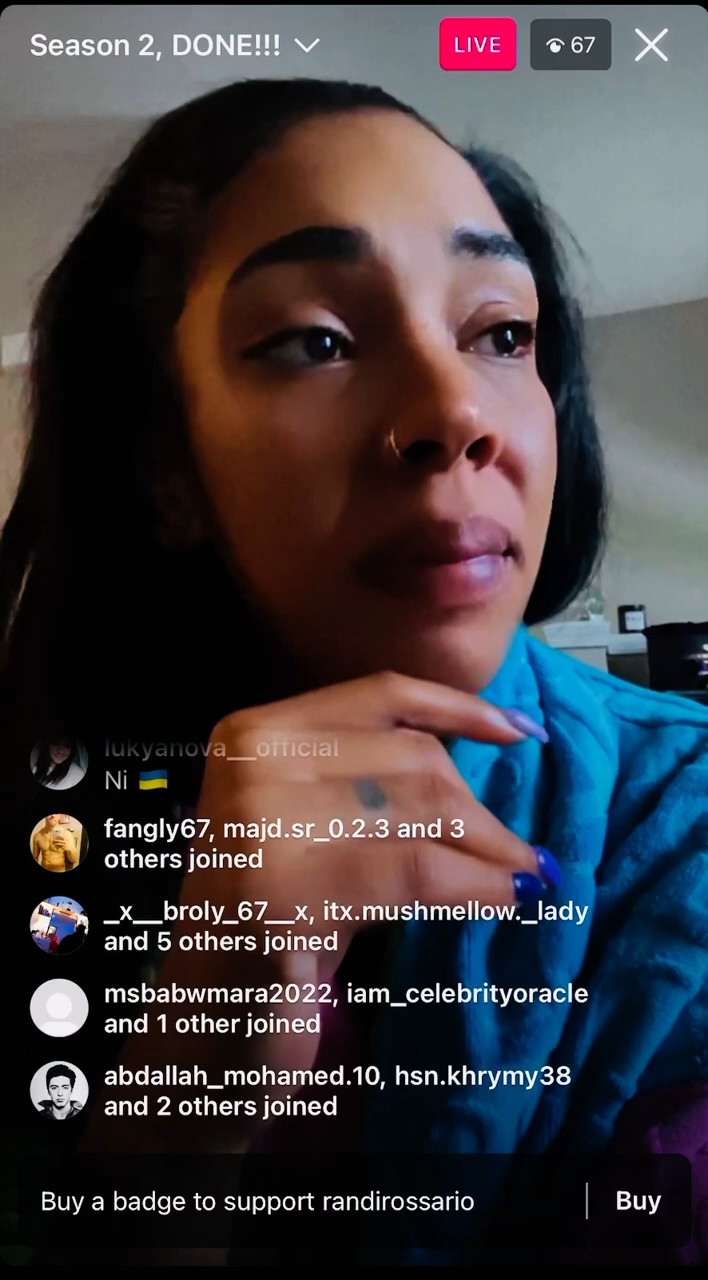 Season 2, DONE!!!
LIVE
67
lukyanova__official
Ni 🇺🇦
fangly67, majd.sr_0.2.3 and 3
others joined
_x__broly_67__x, itx.mushmellow._lady
and 5 others joined
msbabwmara2022, iam_celebrityoracle
and 1 other joined
abdallah_mohamed.10, hsn.khrymy38
and 2 others joined
Buy a badge to support randirossario
Buy